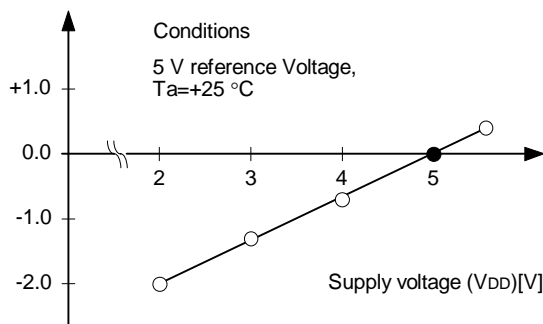 Conditions
5 V reference Voltage,
Ta=+25 °C
+1.0
0.0
2 3 4 5
-1.0
-2.0
Supply voltage (VDD)[V]